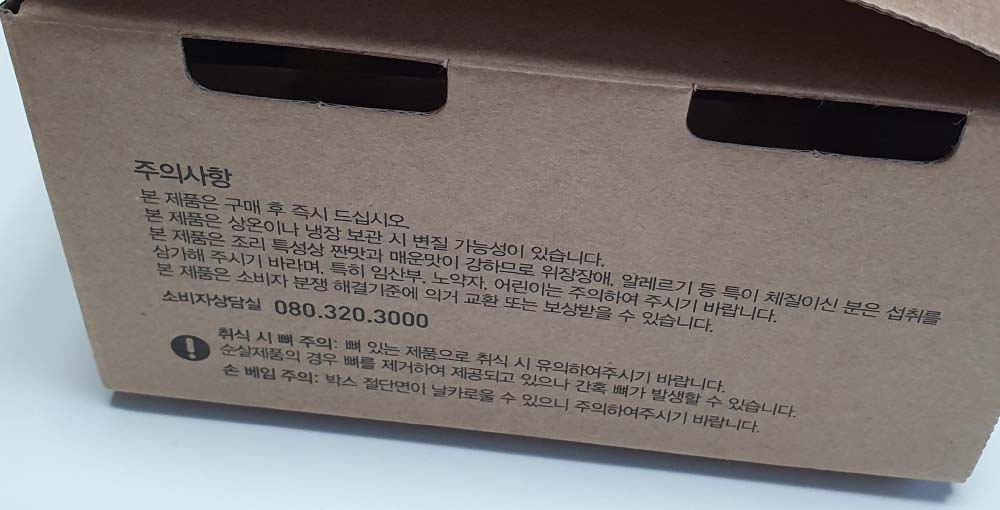 주의사항
본 제품은 구매 후 즉시 드십시오.
본 제품은 상온이나 냉장 보관 시 변질 가능성이 있습니다.
본 제품은 조리 특성상 짠맛과 매운맛이 강하므로 위장장애, 알레르기 등 특이 체질이신 분은 섭취를
삼가해 주시기 바라며, 특히 임산부, 노약자, 어린이는 주의하여 주시기 바랍니다.
본 제품은 소비자 분쟁 해결기준에 의거 교환 또는 보상받을 수 있습니다.
소비자상담실 080.320.3000
취식 시 뼈 주의: 뼈 있는 제품으로 취식 시 유의하여주시기 바랍니다.
순살제품의 경우 뼈를 제거하여 제공되고 있으나 간혹 뼈가 발생할 수 있습니다.
손 베임 주의: 박스 절단면이 날카로울 수 있으니 주의하여주시기 바랍니다.